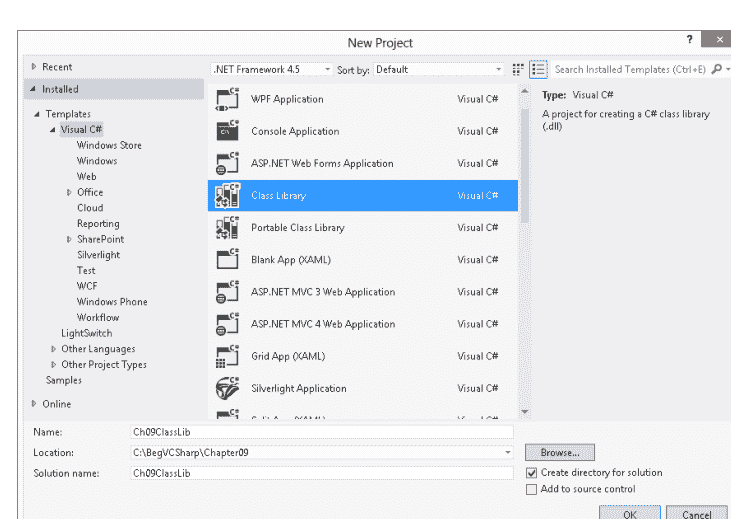 New Project
? ×
Recent
.NET Framework 4.5 Sort by: Default Search Installed Templates (Ctrl+E)
Installed
Templates
Visual C#
Windows Store
Windows
Web
Office
Cloud
Reporting
SharePoint
Silverlight
Test
WCF
Windows Phone
Workflow
LightSwitch
Other Languages
Other Project Types
Samples
Online
WPF Application Visual C#
Console Application Visual C#
ASP.NET Web Forms Application Visual C#
Class Library Visual C#
Portable Class Library Visual C#
Blank App (XAML) Visual C#
ASP.NET MVC 3 Web Application Visual C#
ASP.NET MVC 4 Web Application Visual C#
Grid App (XAML) Visual C#
Silverlight Application Visual C#
Type: Visual C#
A project for creating a C# class library
(.dll)
Name: Ch09ClassLib
Location: C:\BegVCSharp\Chapter09 Browse...
Solution name: Ch09ClassLib
Create directory for solution
Add to source control
OK Cancel